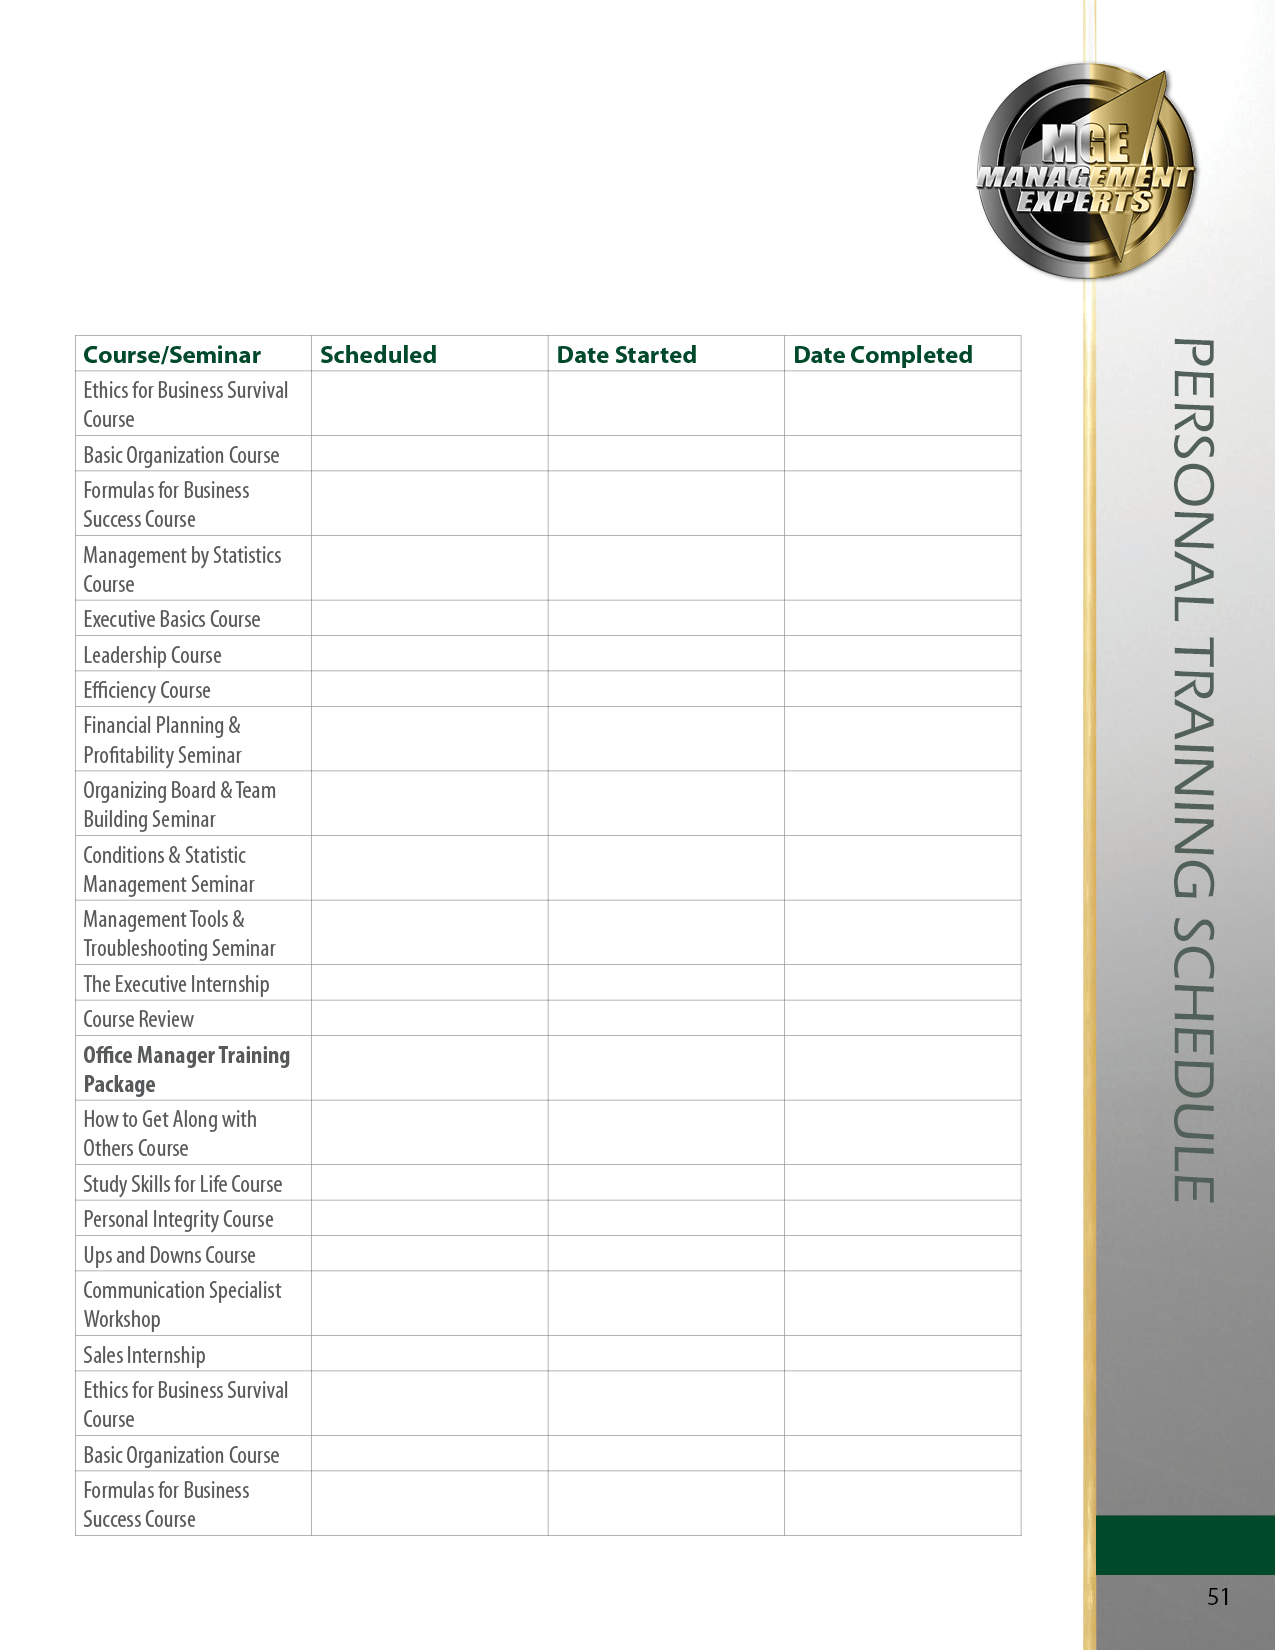 MGE
MANAGEMENT
EXPERTS
PERSONAL TRAINING SCHEDULE
Course/Seminar Scheduled Date Started Date Completed
Ethics for Business Survival
Course
Basic Organization Course
Formulas for Business
Success Course
Management by Statistics
Course
Executive Basics Course
Leadership Course
Efficiency Course
Financial Planning &
Profitability Seminar
Organizing Board & Team
Building Seminar
Conditions & Statistic
Management Seminar
Management Tools &
Troubleshooting Seminar
The Executive Internship
Course Review
Office Manager Training
Package
How to Get Along with
Others Course
Study Skills for Life Course
Personal Integrity Course
Ups and Downs Course
Communication Specialist
Workshop
Sales Internship
Ethics for Business Survival
Course
Basic Organization Course
Formulas for Business
Success Course
51